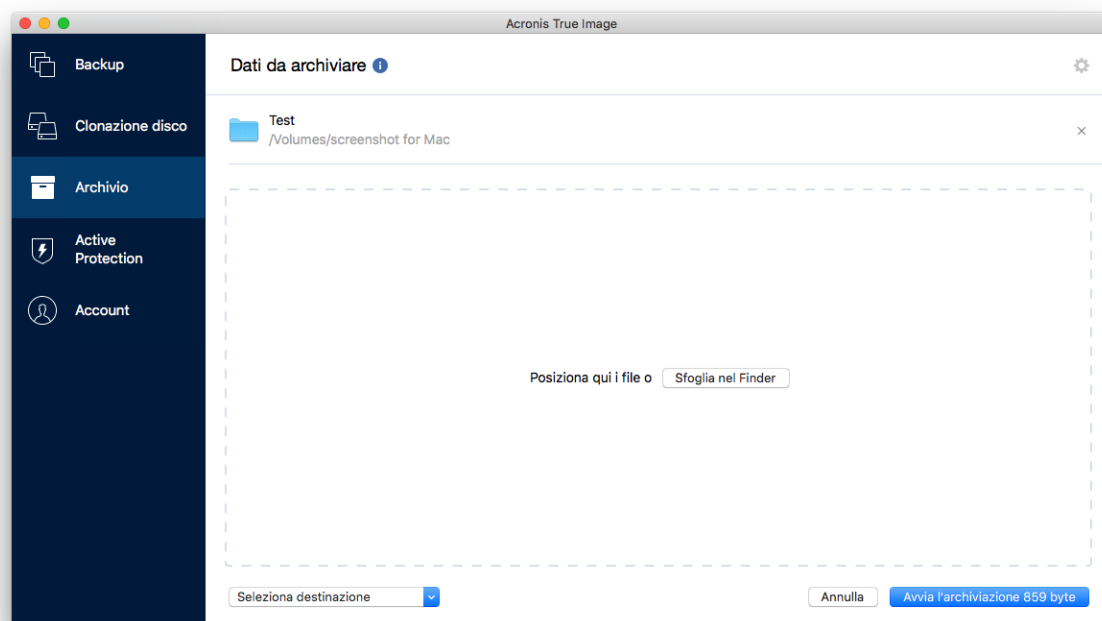 Acronis True Image
Backup
Clonazione disco
Archivio
Active
Protection
Account
Dati da archiviare
Test
/Volumes/screenshot for Mac
Posiziona qui i file o
Sfoglia nel Finder
Seleziona destinazione
Annulla
Avvia l'archiviazione 859 byte